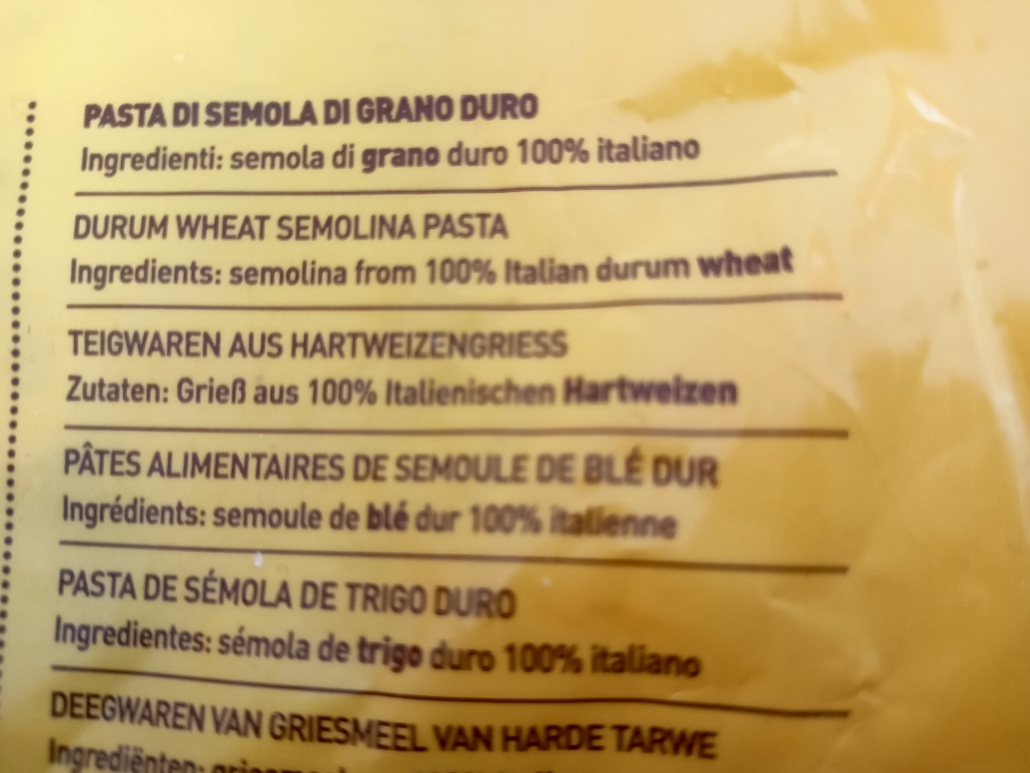 PASTA DI SEMOLA DI GRANO DURO
Ingredienti: semola di grano duro 100% italiano
DURUM WHEAT SEMOLINA PASTA
Ingredients: semolina from 100% Italian durum wheat
TEIGWAREN AUS HARTWEIZENGRIESS
Zutaten: Grieß aus 100% Italienischen Hartweizen
PÂTES ALIMENTAIRES DE SEMOULE DE BLÉ DUR
Ingrédients: semoule de blé dur 100% italienne
PASTA DE SÉMOLA DE TRIGO DURO
Ingredientes: sémola de trigo duro 100% italiano
DEEGWAREN VAN GRIESMEEL VAN HARDE TARWE
Ingrediënten: